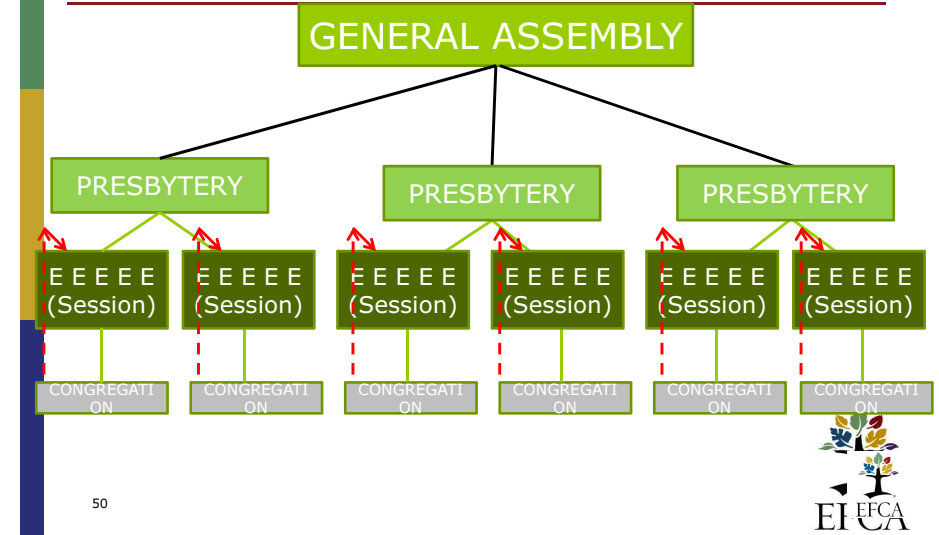 GENERAL ASSEMBLY
PRESBYTERY
PRESBYTERY
PRESBYTERY
E E E E E
(Session)
E E E E E
(Session)
E E E E E
(Session)
E E E E E
(Session)
E E E E E
(Session)
E E E E E
(Session)
CONGREGATI
ON
CONGREGATI
ON
CONGREGATI
ON
CONGREGATI
ON
CONGREGATI
ON
CONGREGATI
ON
50
EFCA